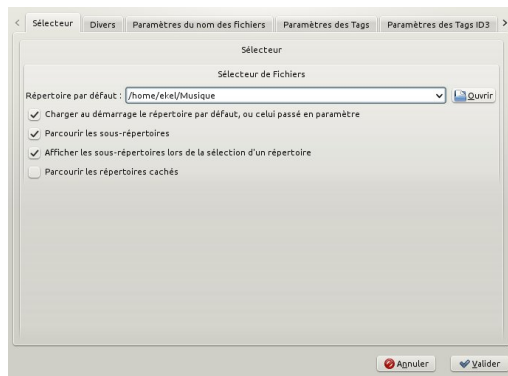 Sélecteur Divers Paramètres du nom des fichiers Paramètres des Tags Paramètres des Tags ID3
Sélecteur
Sélecteur de Fichiers
Répertoire par défaut : /home/ekel/Musique Ouvrir
Charger au démarrage le répertoire par défaut, ou celui passé en paramètre
Parcourir les sous-répertoires
Afficher les sous-répertoires lors de la sélection d'un répertoire
Parcourir les répertoires cachés
Annuler Valider